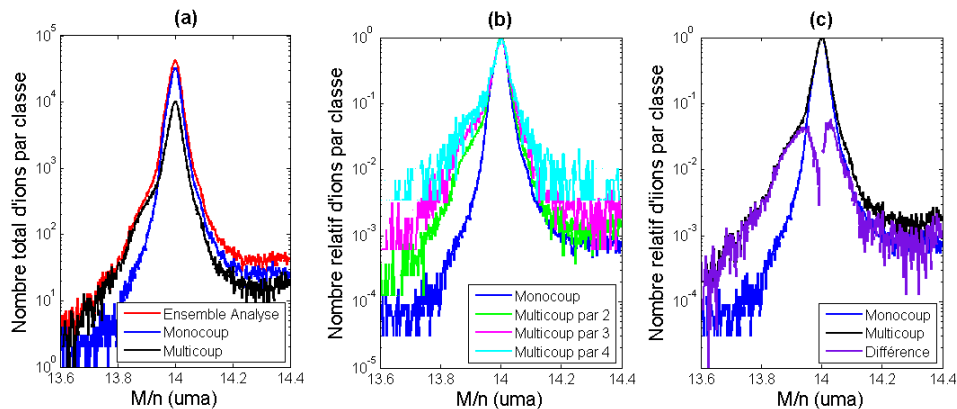 (a)
Nombre total d'ions par classe
10^5
10^4
10^3
10^2
10^1
10^0
13.6
13.8
14
14.2
14.4
M/n (uma)
Ensemble Analyse
Monocoup
Multicoup
(b)
Nombre relatif d'ions par classe
10^0
10^-1
10^-2
10^-3
10^-4
10^-5
13.6
13.8
14
14.2
14.4
M/n (uma)
Monocoup
Multicoup par 2
Multicoup par 3
Multicoup par 4
(c)
Nombre relatif d'iions par classe
10^0
10^-1
10^-2
10^-3
10^-4
13.6
13.8
14
14.2
14.4
M/n (uma)
Monocoup
Multicoup
Différence